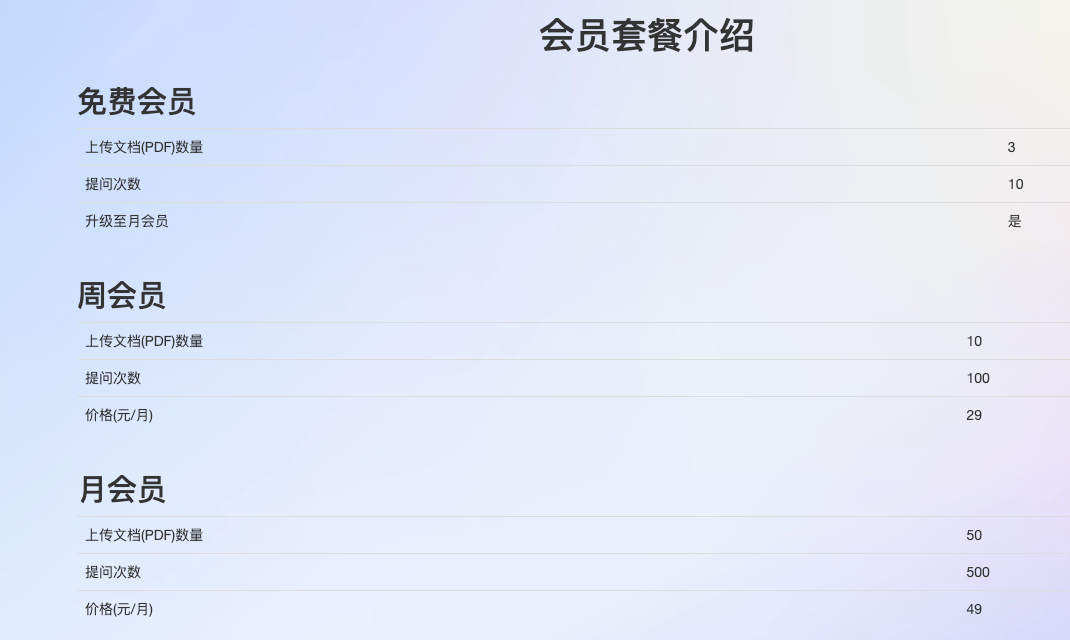 会员套餐介绍
免费会员
上传文档(PDF)数量 3
提问次数 10
升级至月会员 是
周会员
上传文档(PDF)数量 10
提问次数 100
价格(元/月) 29
月会员
上传文档(PDF)数量 50
提问次数 500
价格(元/月) 49